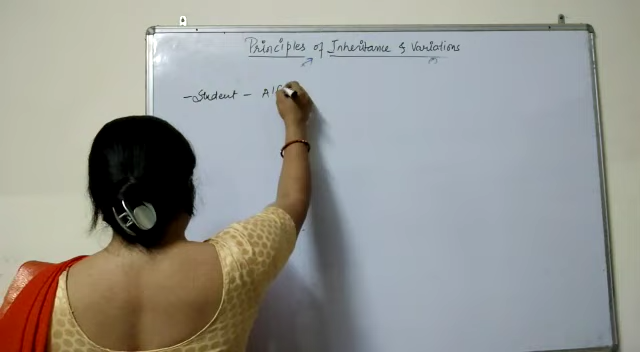 Principles of Inheritance & Variations
- Student -